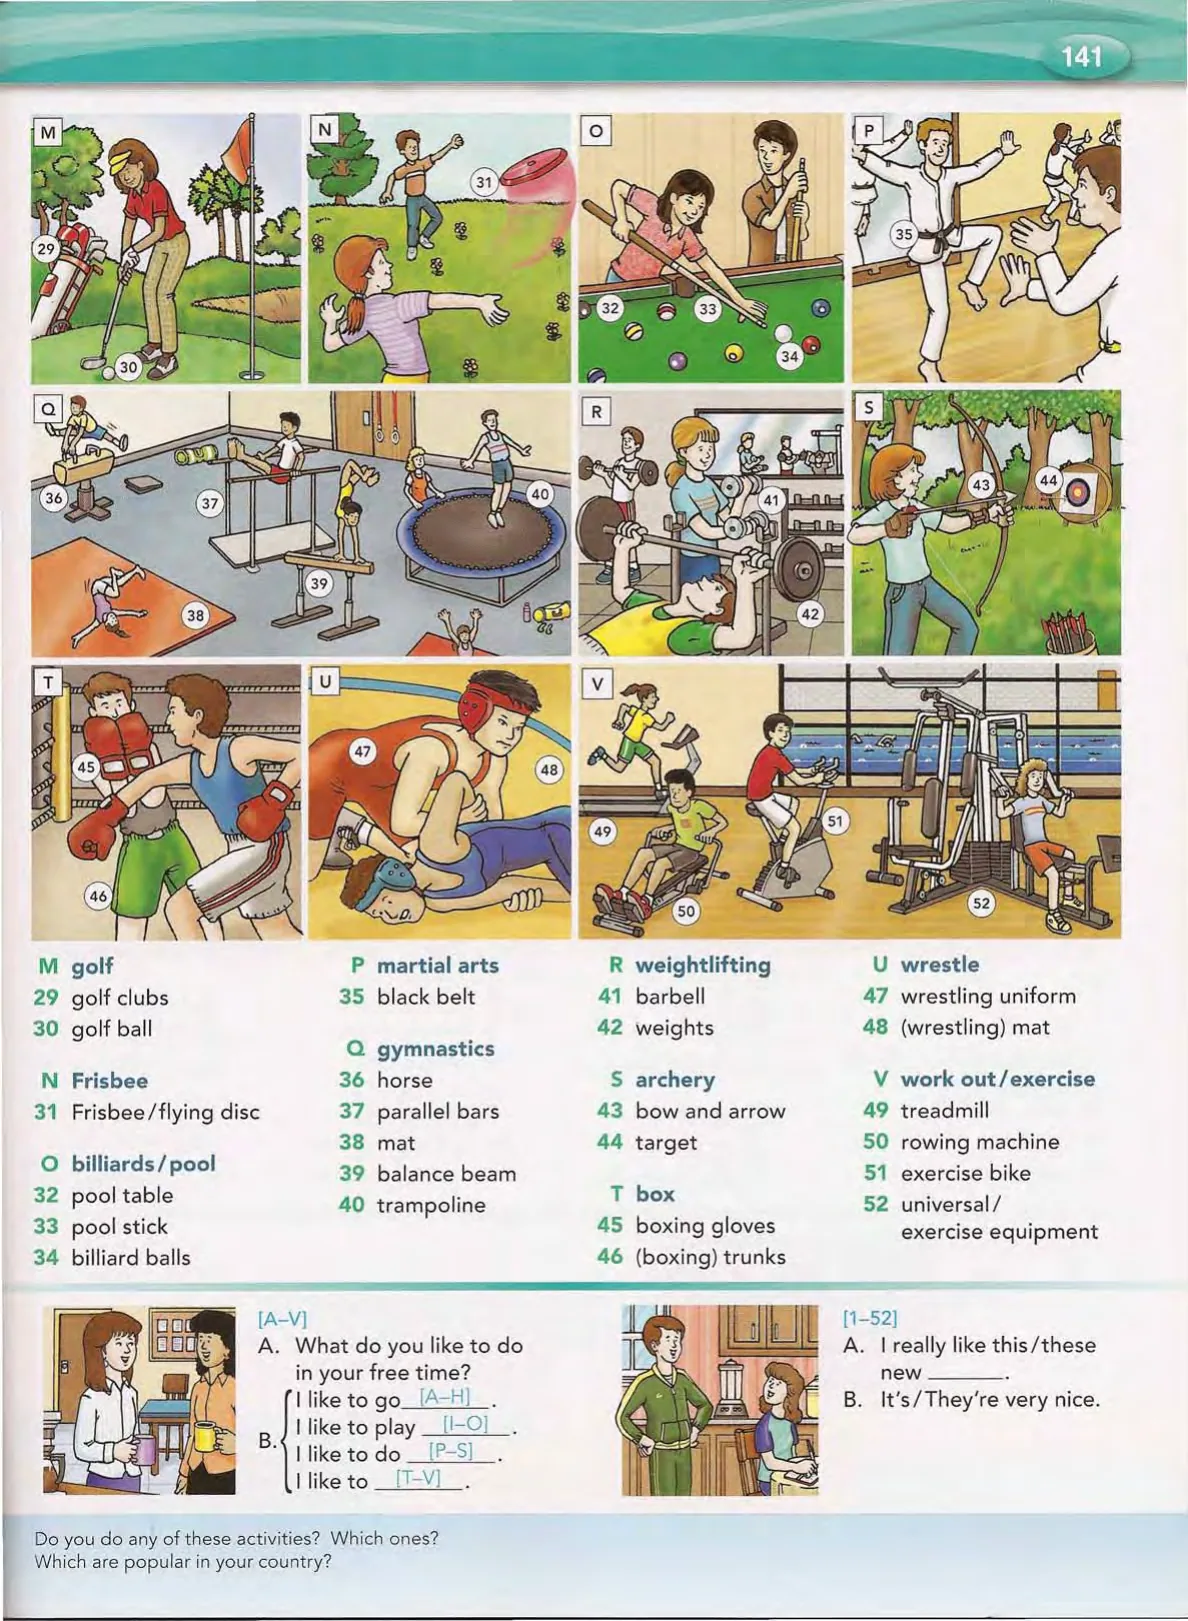 141
M
N
O
P
29
30
31
32
33
34
35
Q
R
S
36
37
38
39
40
41
42
43
44
T
U
V
45
46
47
48
49
50
51
52
M golf
29 golf clubs
30 golf ball
N Frisbee
31 Frisbee/flying disc
O billiards/pool
32 pool table
33 pool stick
34 billiard balls
P martial arts
35 black belt
Q gymnastics
36 horse
37 parallel bars
38 mat
39 balance beam
40 trampoline
R weightlifting
41 barbell
42 weights
S archery
43 bow and arrow
44 target
T box
45 boxing gloves
46 (boxing) trunks
U wrestle
47 wrestling uniform
48 (wrestling) mat
V work out/exercise
49 treadmill
50 rowing machine
51 exercise bike
52 universal/
exercise equipment
[A–V]
A. What do you like to do
in your free time?
B. I like to go [A–H].
I like to play [I–O].
I like to do [P–S].
I like to [T–V].
[1–52]
A. I really like this/these
new ________.
B. It's/They're very nice.
Do you do any of these activities? Which ones?
Which are popular in your country?